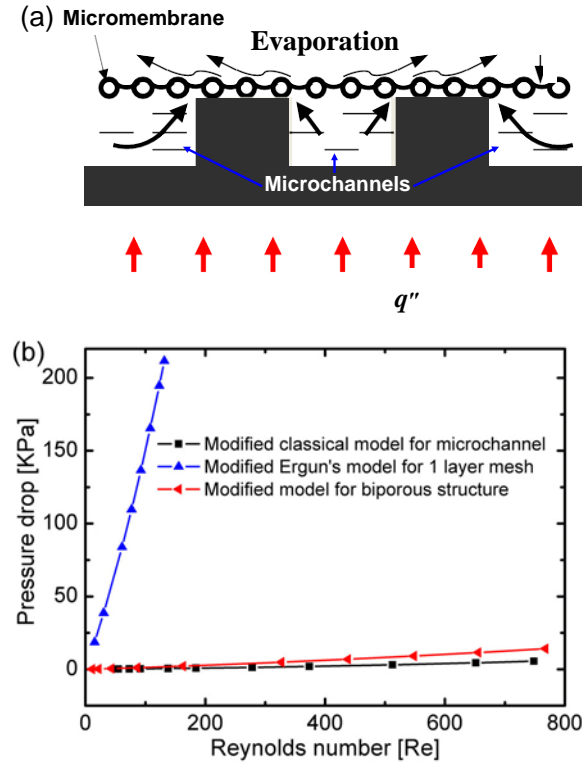 (a)
Micromembrane
Evaporation
Microchannels
q"
(b)
200
150
100
50
0
Pressure drop [KPa]
Modified classical model for microchannel
Modified Ergun's model for 1 layer mesh
Modified model for biporous structure
0 200 400 600 800
Reynolds number [Re]